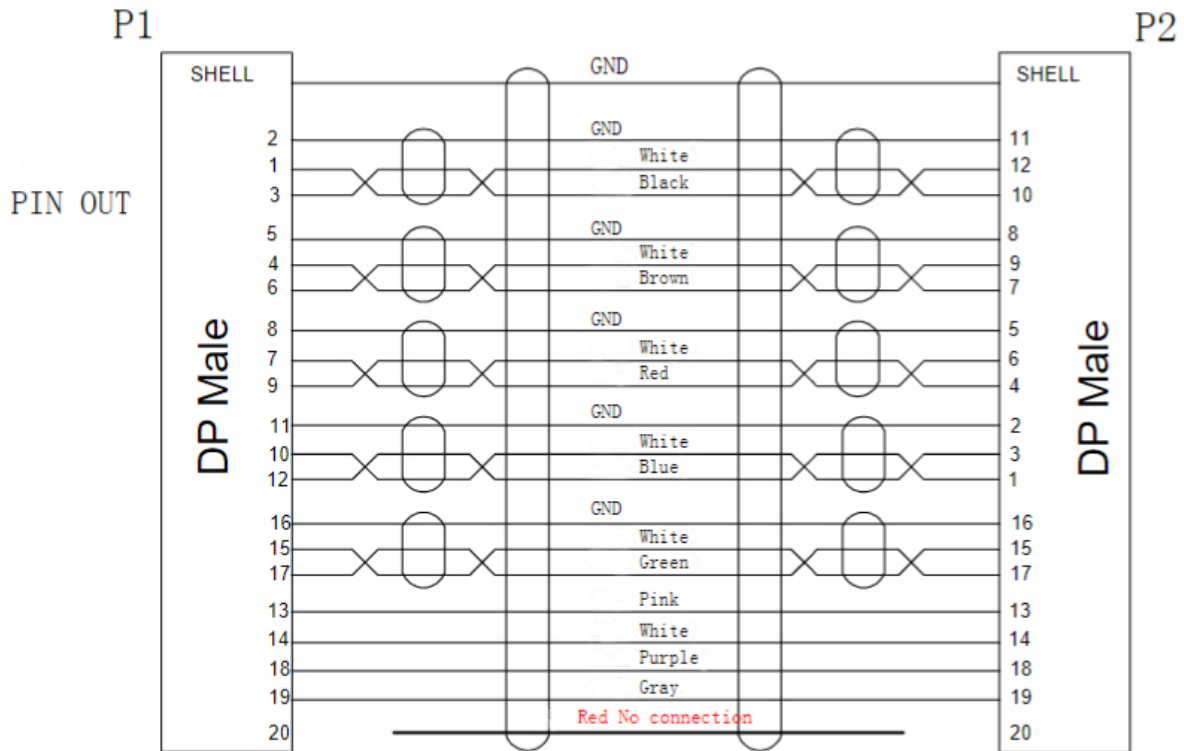 P1 P2
SHELL GND SHELL
2 GND 11
1 White 12
3 Black 10
PIN OUT
5 GND 8
4 White 9
6 Brown 7
8 GND 5
7 White 6
9 Red 4
DP Male DP Male
11 GND 2
10 White 3
12 Blue 1
16 GND 16
15 White 15
17 Green 17
13 Pink 13
14 White 14
18 Purple 18
19 Gray 19
20 Red No connection 20